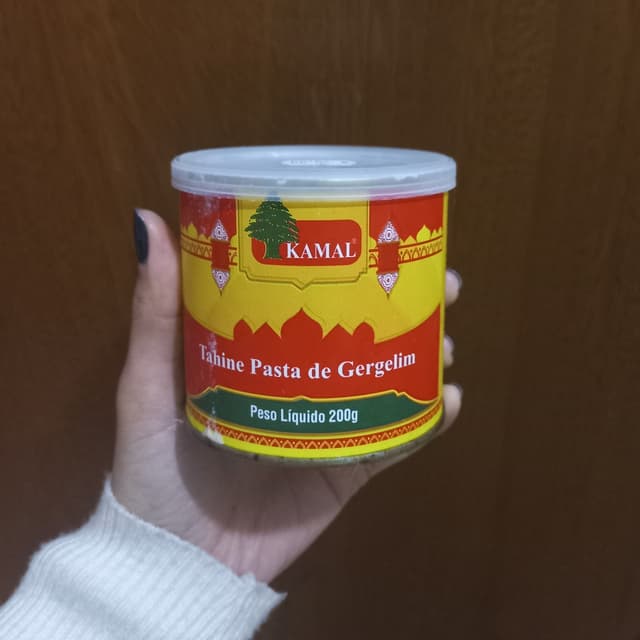 KAMAL®
Tahine Pasta de Gergelim
Peso Líquido 200g